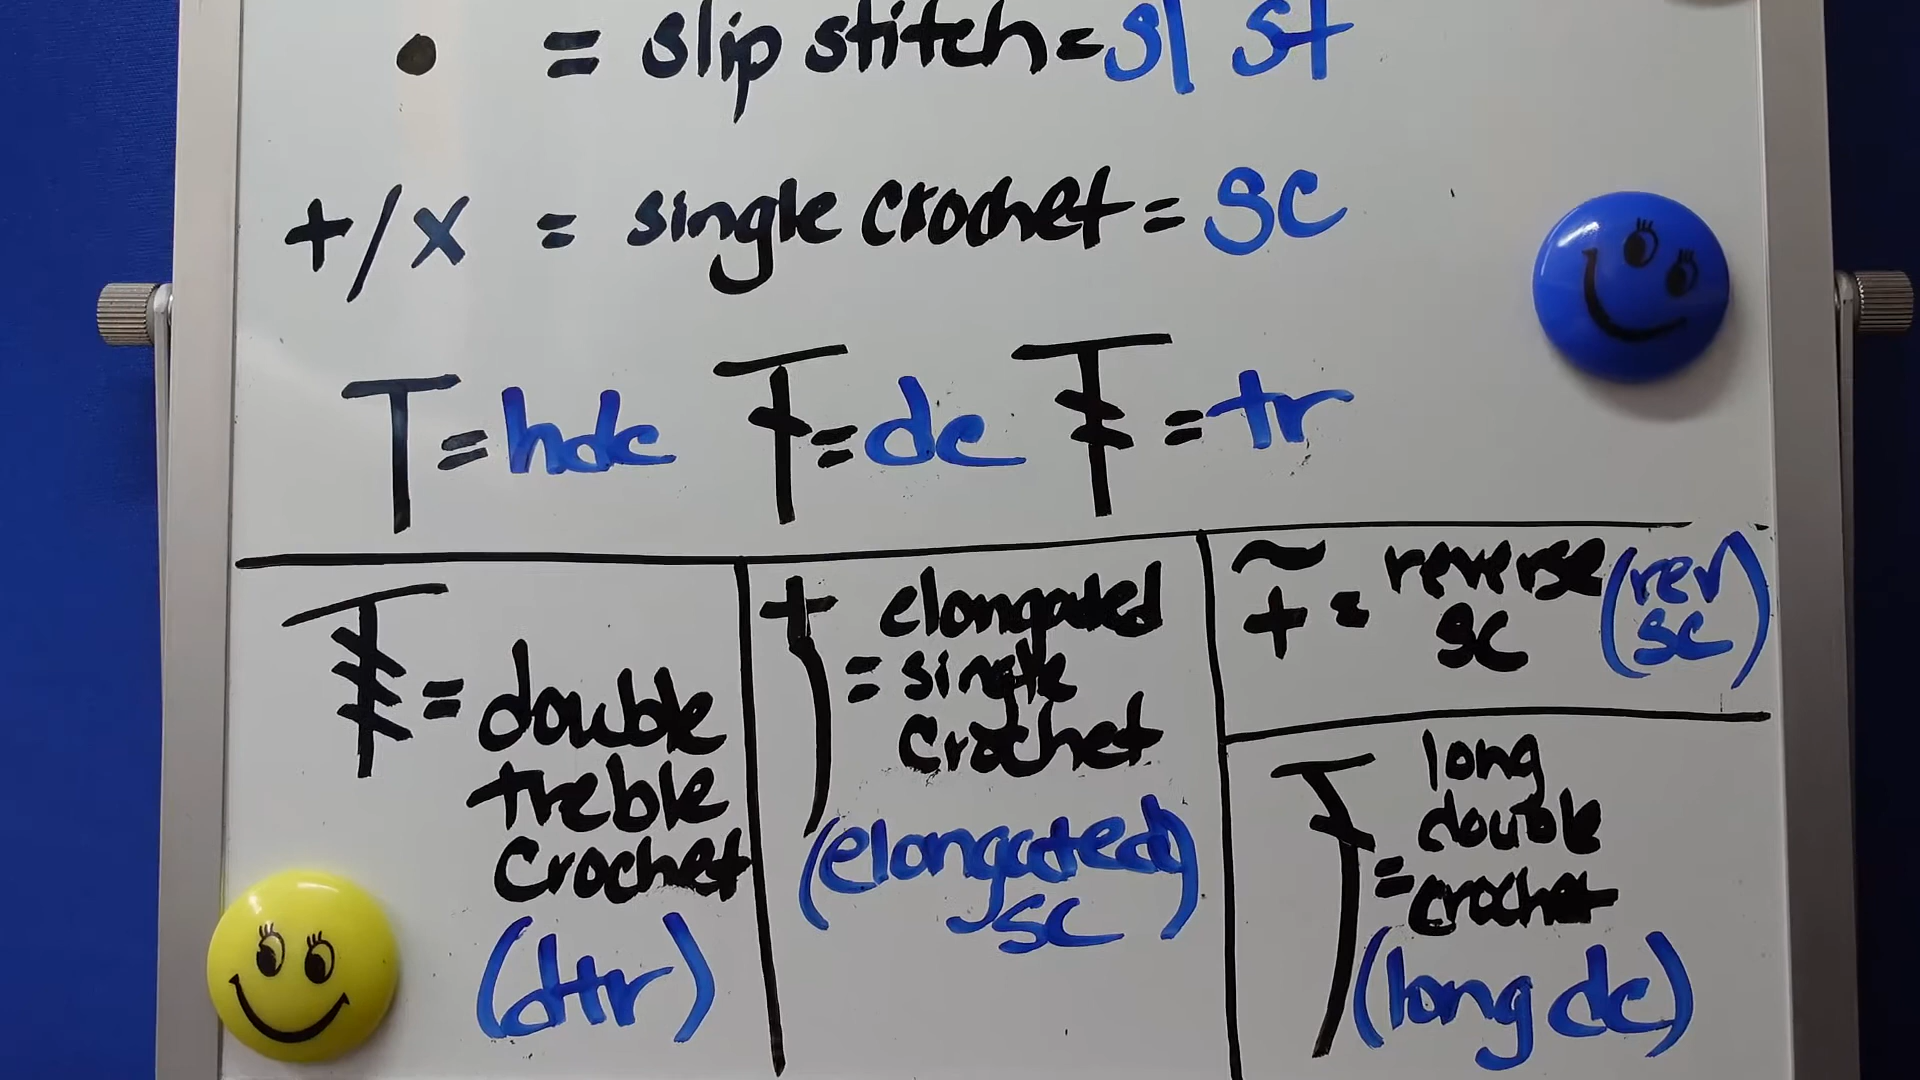 • = slip stitch = sl st
+/x = single crochet = sc
T = hdc
= dc
= tr
= double
treble
crochet
(dtr)
elongated
= single
crochet
(elongated)
sc
~
+ = reverse
sc
(rev
sc)
long
double
= crochet
(long dc)